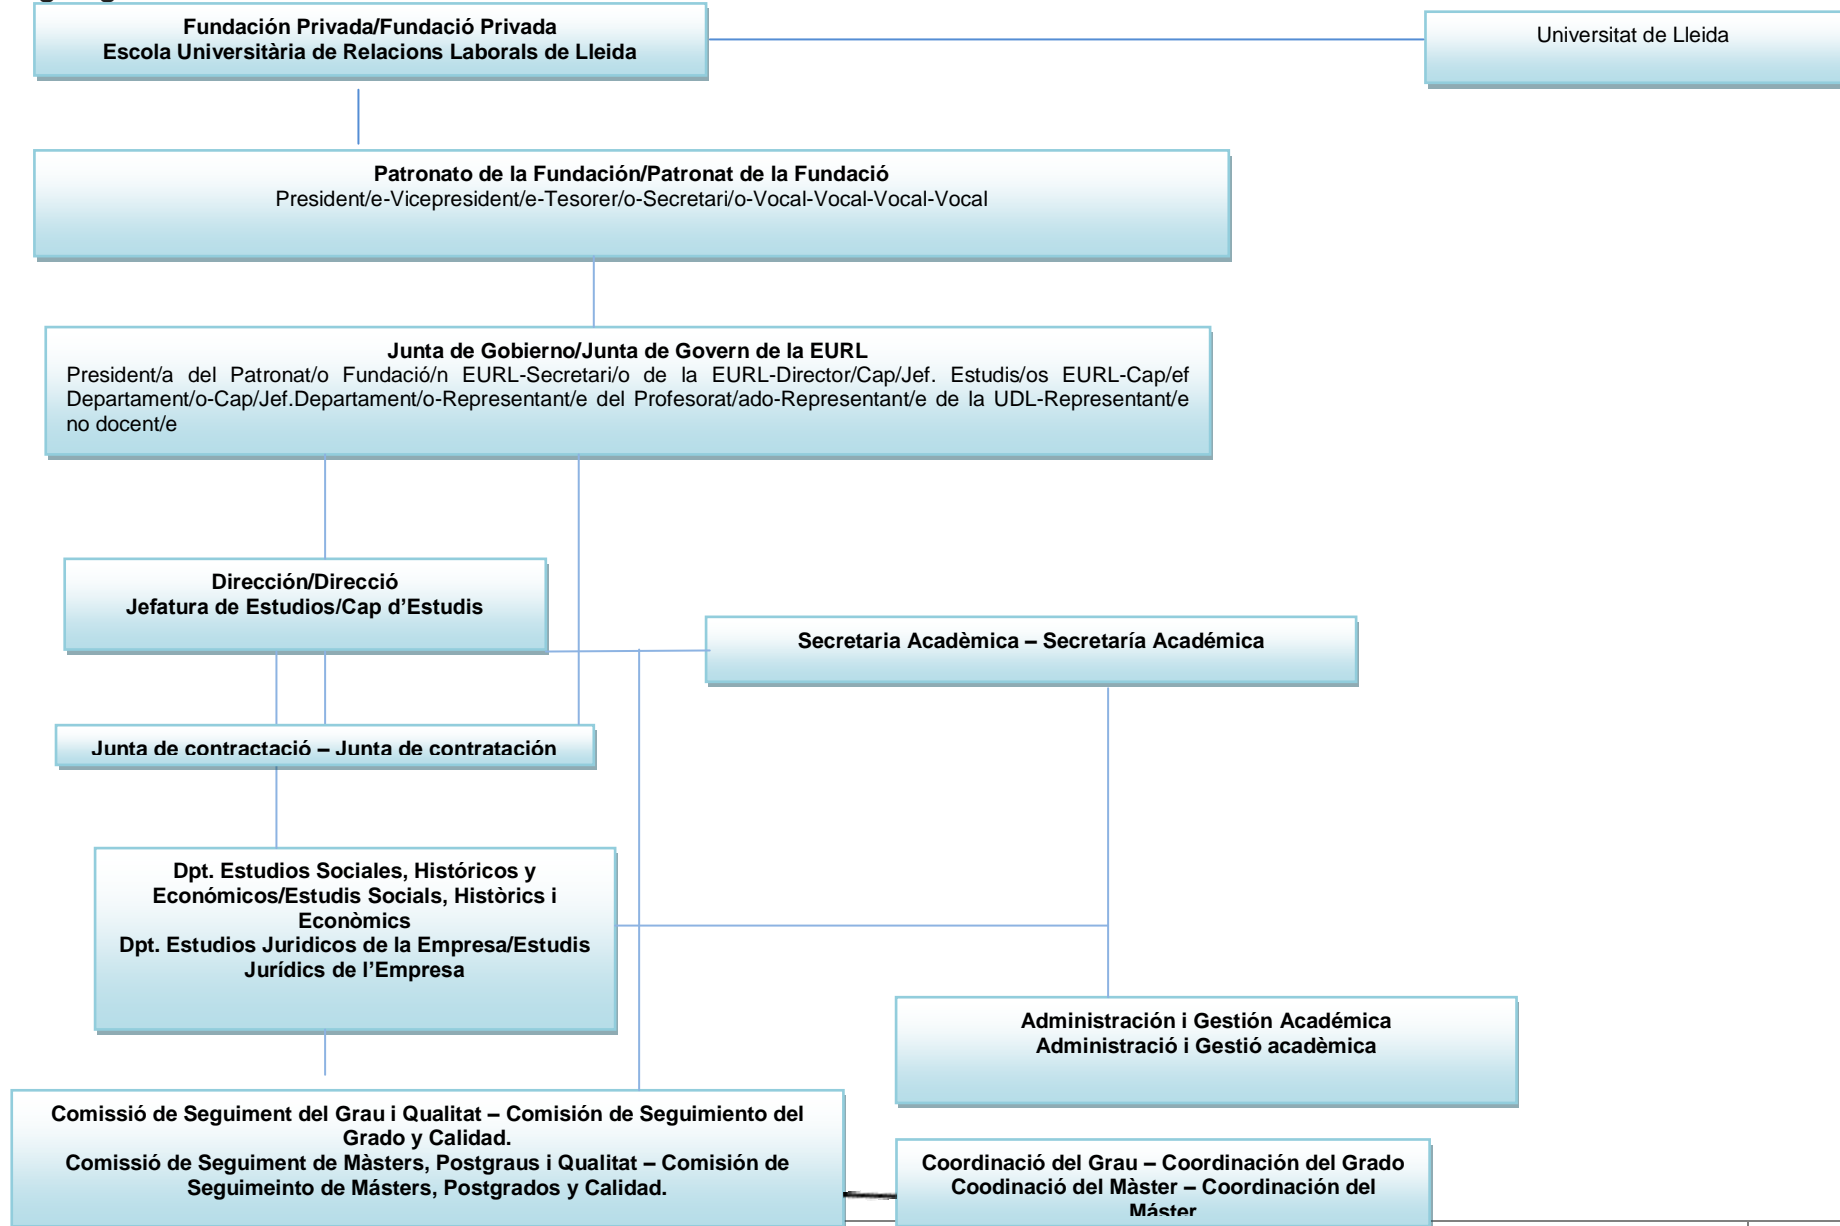 Fundación Privada/Fundació Privada
Escola Universitària de Relacions Laborals de Lleida
Universitat de Lleida
Patronato de la Fundación/Patronat de la Fundació
President/e-Vicepresident/e-Tesorer/o-Secretari/o-Vocal-Vocal-Vocal-Vocal
Junta de Gobierno/Junta de Govern de la EURL
President/a del Patronat/o Fundació/n EURL-Secretari/o de la EURL-Director/Cap/Jef. Estudis/os EURL-Cap/ef
Departament/o-Cap/Jef.Departament/o-Representant/e del Profesorat/ado-Representant/e de la UDL-Representant/e
no docent/e
Dirección/Direcció
Jefatura de Estudios/Cap d’Estudis
Secretaria Acadèmica – Secretaría Académica
Junta de contractació – Junta de contratación
Dpt. Estudios Sociales, Históricos y
Económicos/Estudis Socials, Històrics i
Econòmics
Dpt. Estudios Juridicos de la Empresa/Estudis
Jurídics de l’Empresa
Administración i Gestión Académica
Administració i Gestió acadèmica
Comissió de Seguiment del Grau i Qualitat – Comisión de Seguimiento del
Grado y Calidad.
Comissió de Seguiment de Màsters, Postgraus i Qualitat – Comisión de
Seguimeinto de Másters, Postgrados y Calidad.
Coordinació del Grau – Coordinación del Grado
Coodinació del Màster – Coordinación del
Máster